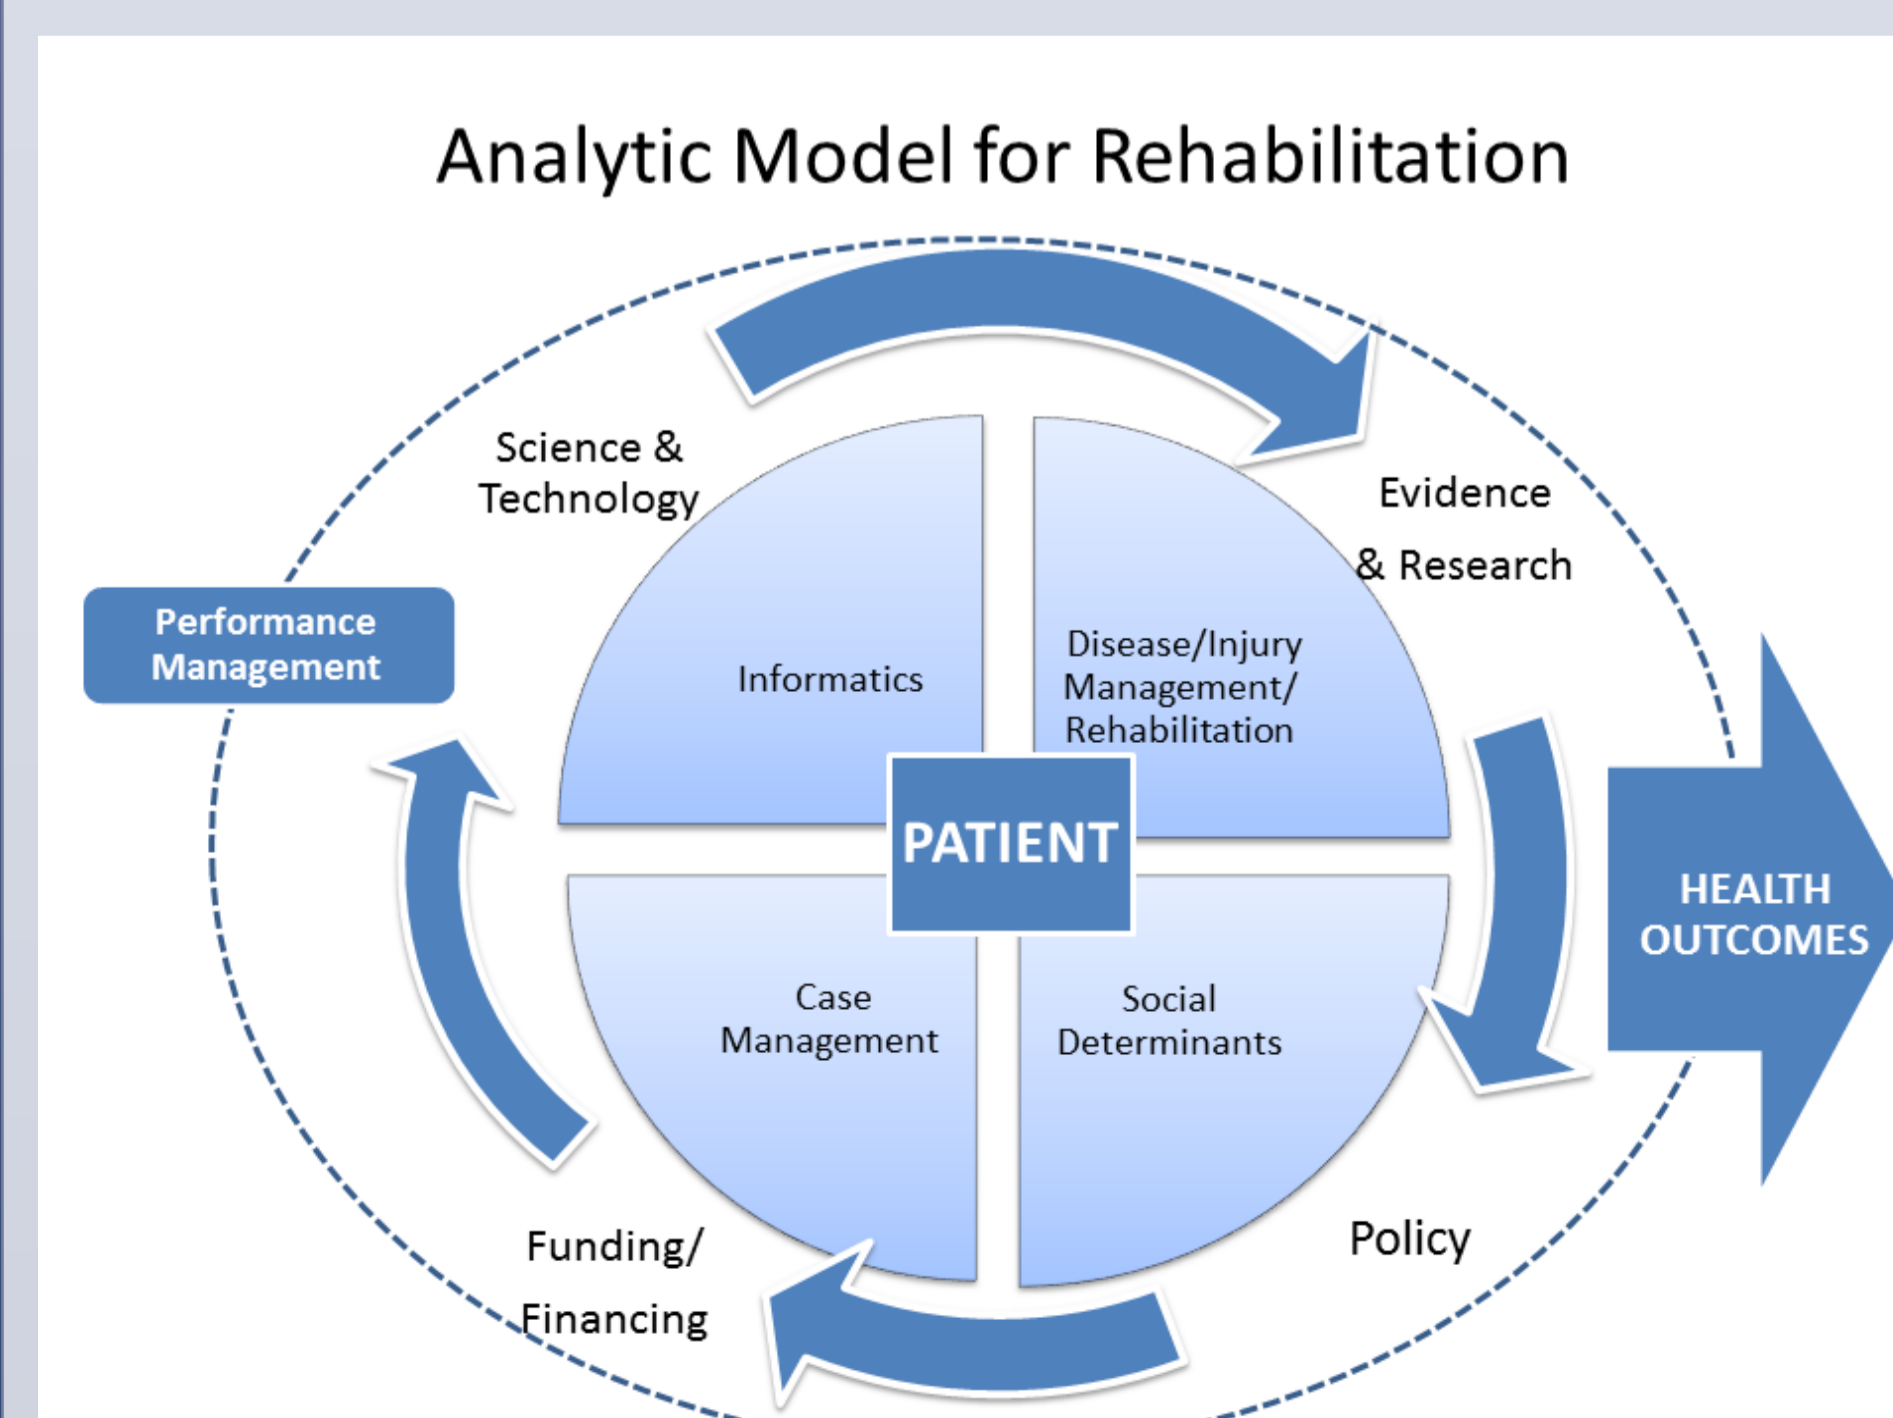 Analytic Model for Rehabilitation
Science &
Technology
Evidence
& Research
Performance
Management
Informatics
Disease/Injury
Management/
Rehabilitation
PATIENT
HEALTH
OUTCOMES
Case
Management
Social
Determinants
Funding/
Financing
Policy